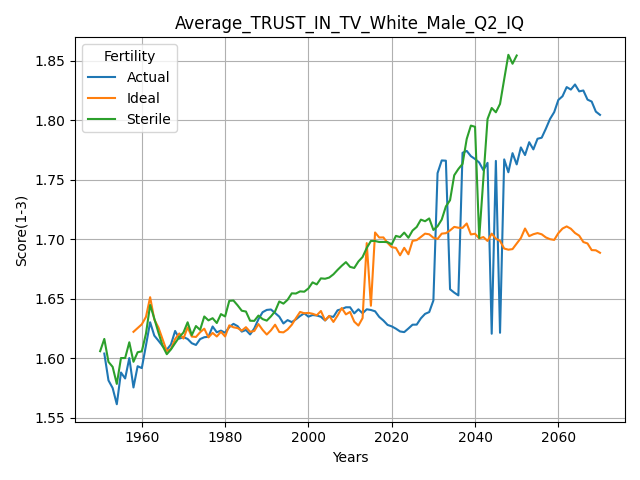 Average_TRUST_IN_TV_White_Male_Q2_IQ
Fertility
Actual
Ideal
Sterile
Score(1-3)
1.85
1.80
1.75
1.70
1.65
1.60
1.55
1960 1980 2000 2020 2040 2060
Years